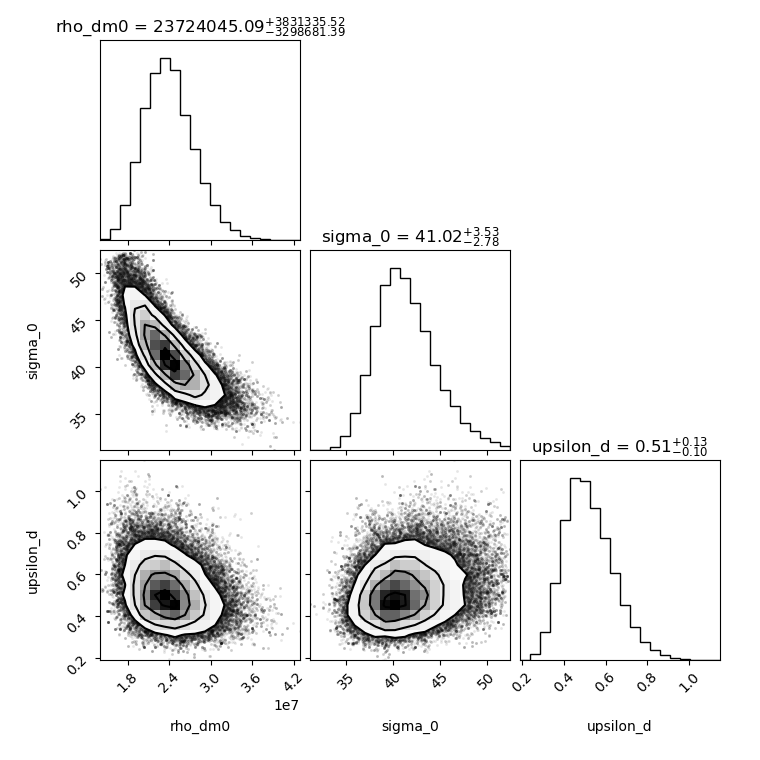 rho_dm0 = 23724045.09+3831335.52−3298681.39
sigma_0 = 41.02+3.53−2.78
50
45
40
35
sigma_0
upsilon_d = 0.51+0.13−0.10
1.0
0.8
0.6
0.4
0.2
upsilon_d
1.8 2.4 3.0 3.6 4.2
1e7
rho_dm0
35 40 45 50
sigma_0
0.2 0.4 0.6 0.8 1.0
upsilon_d